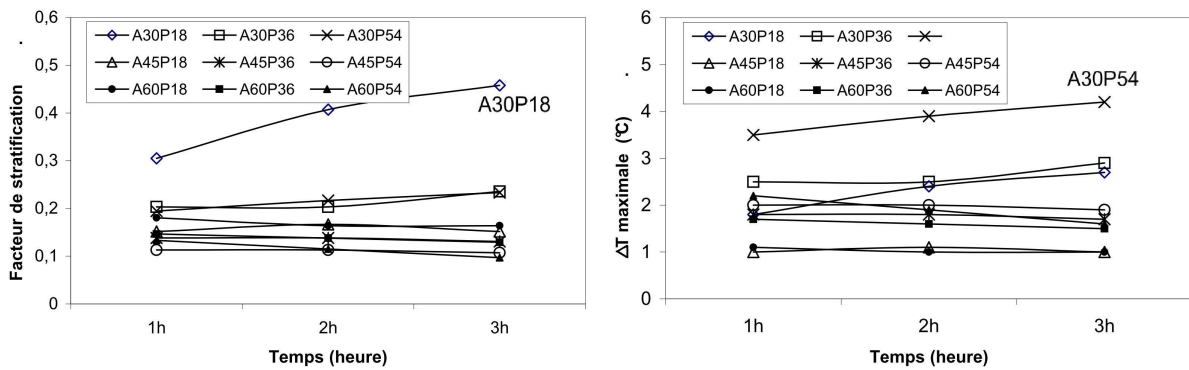 Facteur de stratification
0,6
0,5
0,4
0,3
0,2
0,1
0
A30P18 A30P36 A30P54
A45P18 A45P36 A45P54
A60P18 A60P36 A60P54
A30P18
1h 2h 3h
Temps (heure)
ΔT maximale (°C)
6
5
4
3
2
1
0
A30P18 A30P36
A45P18 A45P36 A45P54
A60P18 A60P36 A60P54
A30P54
1h 2h 3h
Temps (heure)